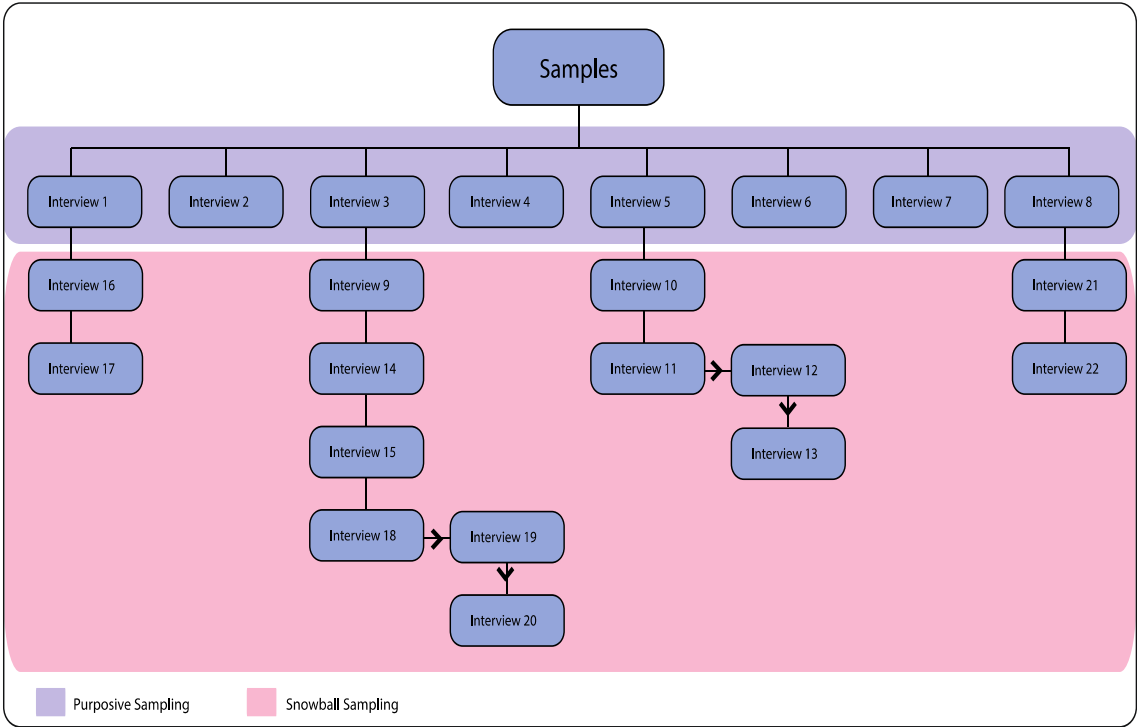 Samples
Interview 1
Interview 2
Interview 3
Interview 4
Interview 5
Interview 6
Interview 7
Interview 8
Interview 16
Interview 9
Interview 10
Interview 21
Interview 17
Interview 14
Interview 11
Interview 12
Interview 22
Interview 15
Interview 13
Interview 18
Interview 19
Interview 20
Purposive Sampling
Snowball Sampling